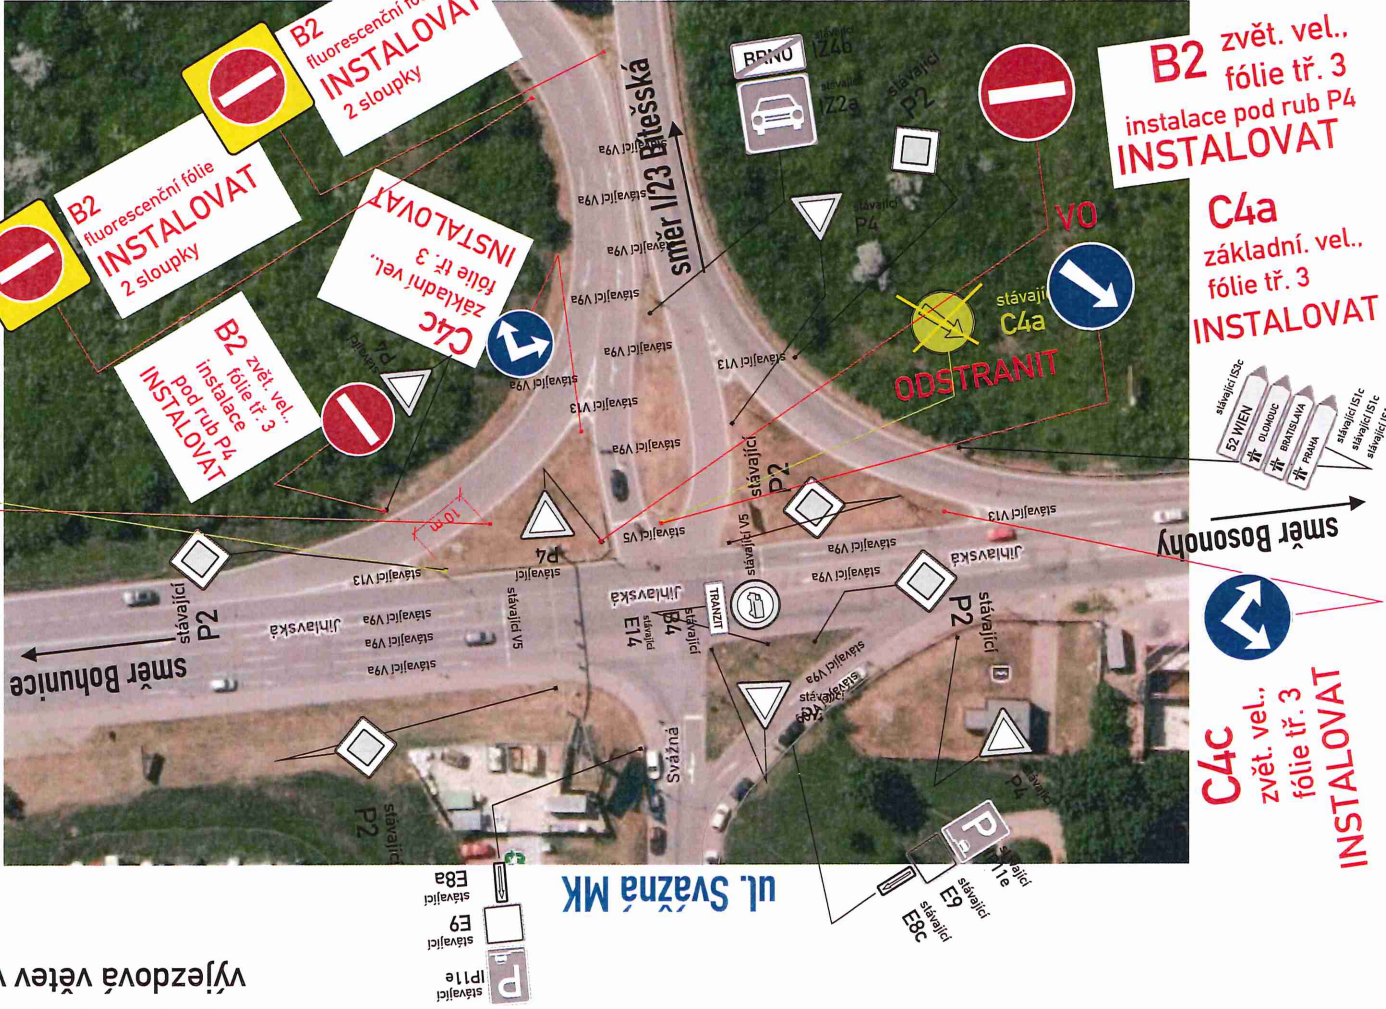 B2
fluorescenční
INSTALOVAT
2 sloupky
B2
fluorescenční fólie
INSTALOVAT
2 sloupky
B2 zvět. vel.,
fólie tř. 3
instalace
pod rub P4
INSTALOVAT
C4c
základní vel.,
fólie tř. 3
INSTALOVAT
stávající
P4
BRNO
stávající
IZ4b
stávající
IZ2a
stávající
P2
stávající
P4
B2 zvět. vel.,
fólie tř. 3
instalace pod rub P4
INSTALOVAT
VO
C4a
základní. vel.,
fólie tř. 3
INSTALOVAT
stávají
C4a
ODSTRANIT
směr I/23 Bítešská
stávající V9a
stávající V9a
stávající V9a
stávající V9a
stávající V9a
stávající V9a
stávající V13
stávající V9a
stávající V13
stávající IS3c
52 WIEN
OLOMOUC
BRATISLAVA
PRAHA
stávající IS1c
stávající IS1c
směr Bosonohy
stávající
P2
10 m
stávající
P4
stávající V5
stávající V5
stávající V13
stávající V9a
stávající V9a
Jihlavská
stávající V13
stávající
P2
směr Bohunice
Jihlavská
stávající V9a
stávající V9a
stávající V9a
stávající V5
Jihlavská
TRANZIT
stávající
B4
stávající
E14
stávající
P2
stávající V9a
stávající
P4
C4c
zvět. vel.,
fólie tř. 3
INSTALOVAT
stávající
P2
Svážná
P
stávající
E9
stávající
E8c
stávající
E8a
stávající
E9
stávající
IP11e
P
ul. Svážná MK
výjezdová větev